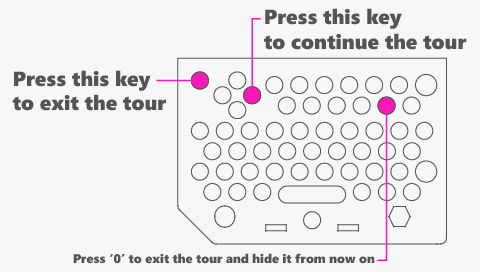 Press this key
to continue the tour
Press this key
to exit the tour
Press ‘0’ to exit the tour and hide it from now on